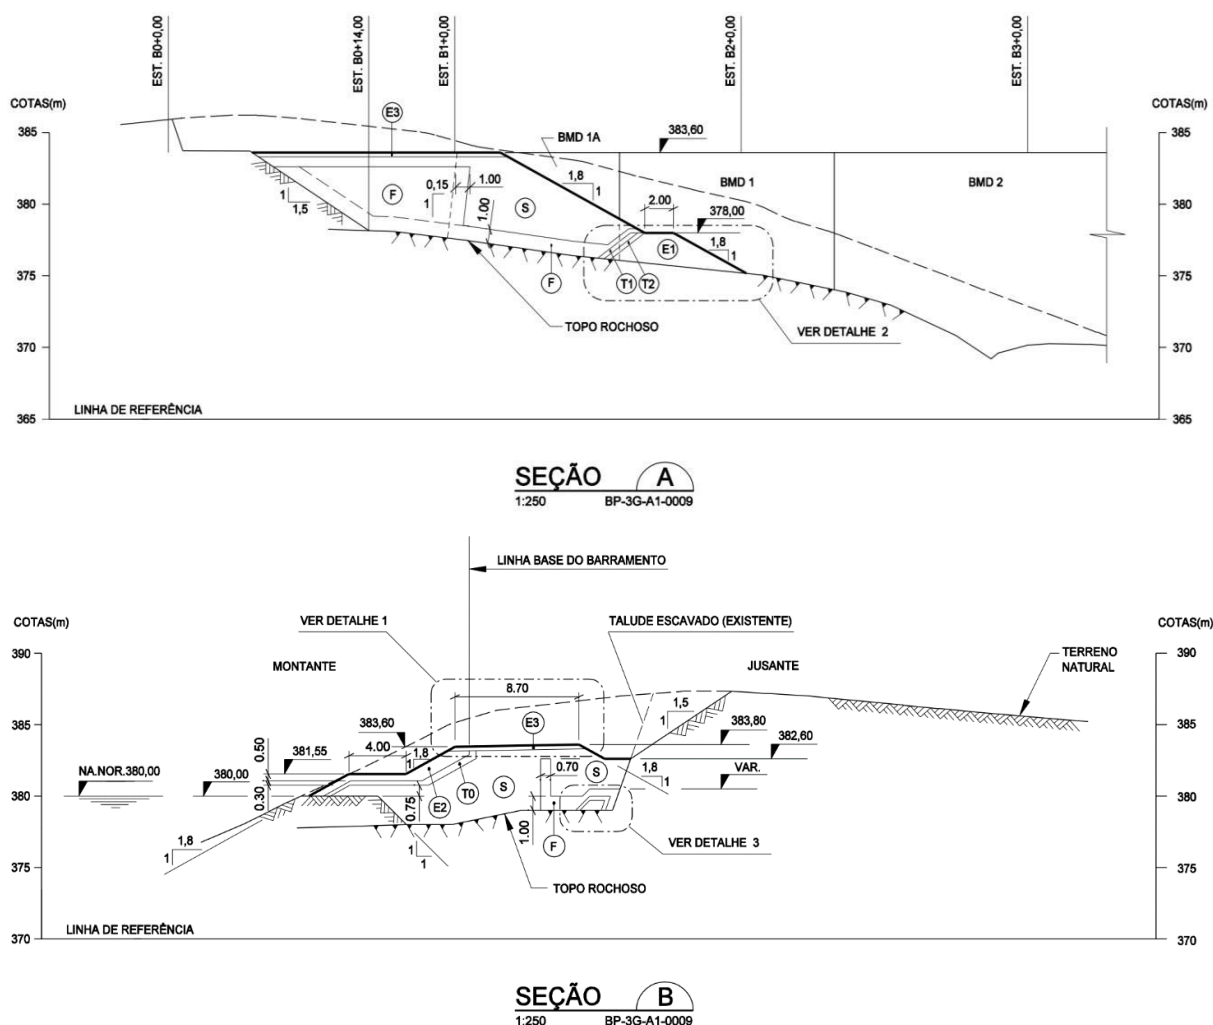 EST. B0+0,00
EST. B0+14,00
EST. B1+0,00
EST. B2+0,00
EST. B3+0,00
COTAS(m)
COTAS(m)
E3
385
385
BMD 1A
383,60
1,8
1
BMD 1
BMD 2
380
380
1
1,5
F
0,15
1
1.00
1.00
S
2.00
378,00
E1
1,8
1
375
375
F
T1
T2
TOPO ROCHOSO
VER DETALHE 2
370
370
LINHA DE REFERÊNCIA
365
365
SEÇÃO A
1:250 BP-3G-A1-0009
LINHA BASE DO BARRAMENTO
COTAS(m)
VER DETALHE 1
TALUDE ESCAVADO (EXISTENTE)
COTAS(m)
390
390
MONTANTE
JUSANTE
TERRENO
NATURAL
8.70
1,5
1
385
385
383,60
E3
383,80
382,60
0.50
381,55
4.00
1,8
1
NA.NOR.380,00
380,00
0.30
E2
T0
0.75
S
0.70
S
1,8
1
VAR.
380
380
1.00
F
1,8
1
1
1
VER DETALHE 3
375
375
TOPO ROCHOSO
LINHA DE REFERÊNCIA
370
370
SEÇÃO B
1:250 BP-3G-A1-0009